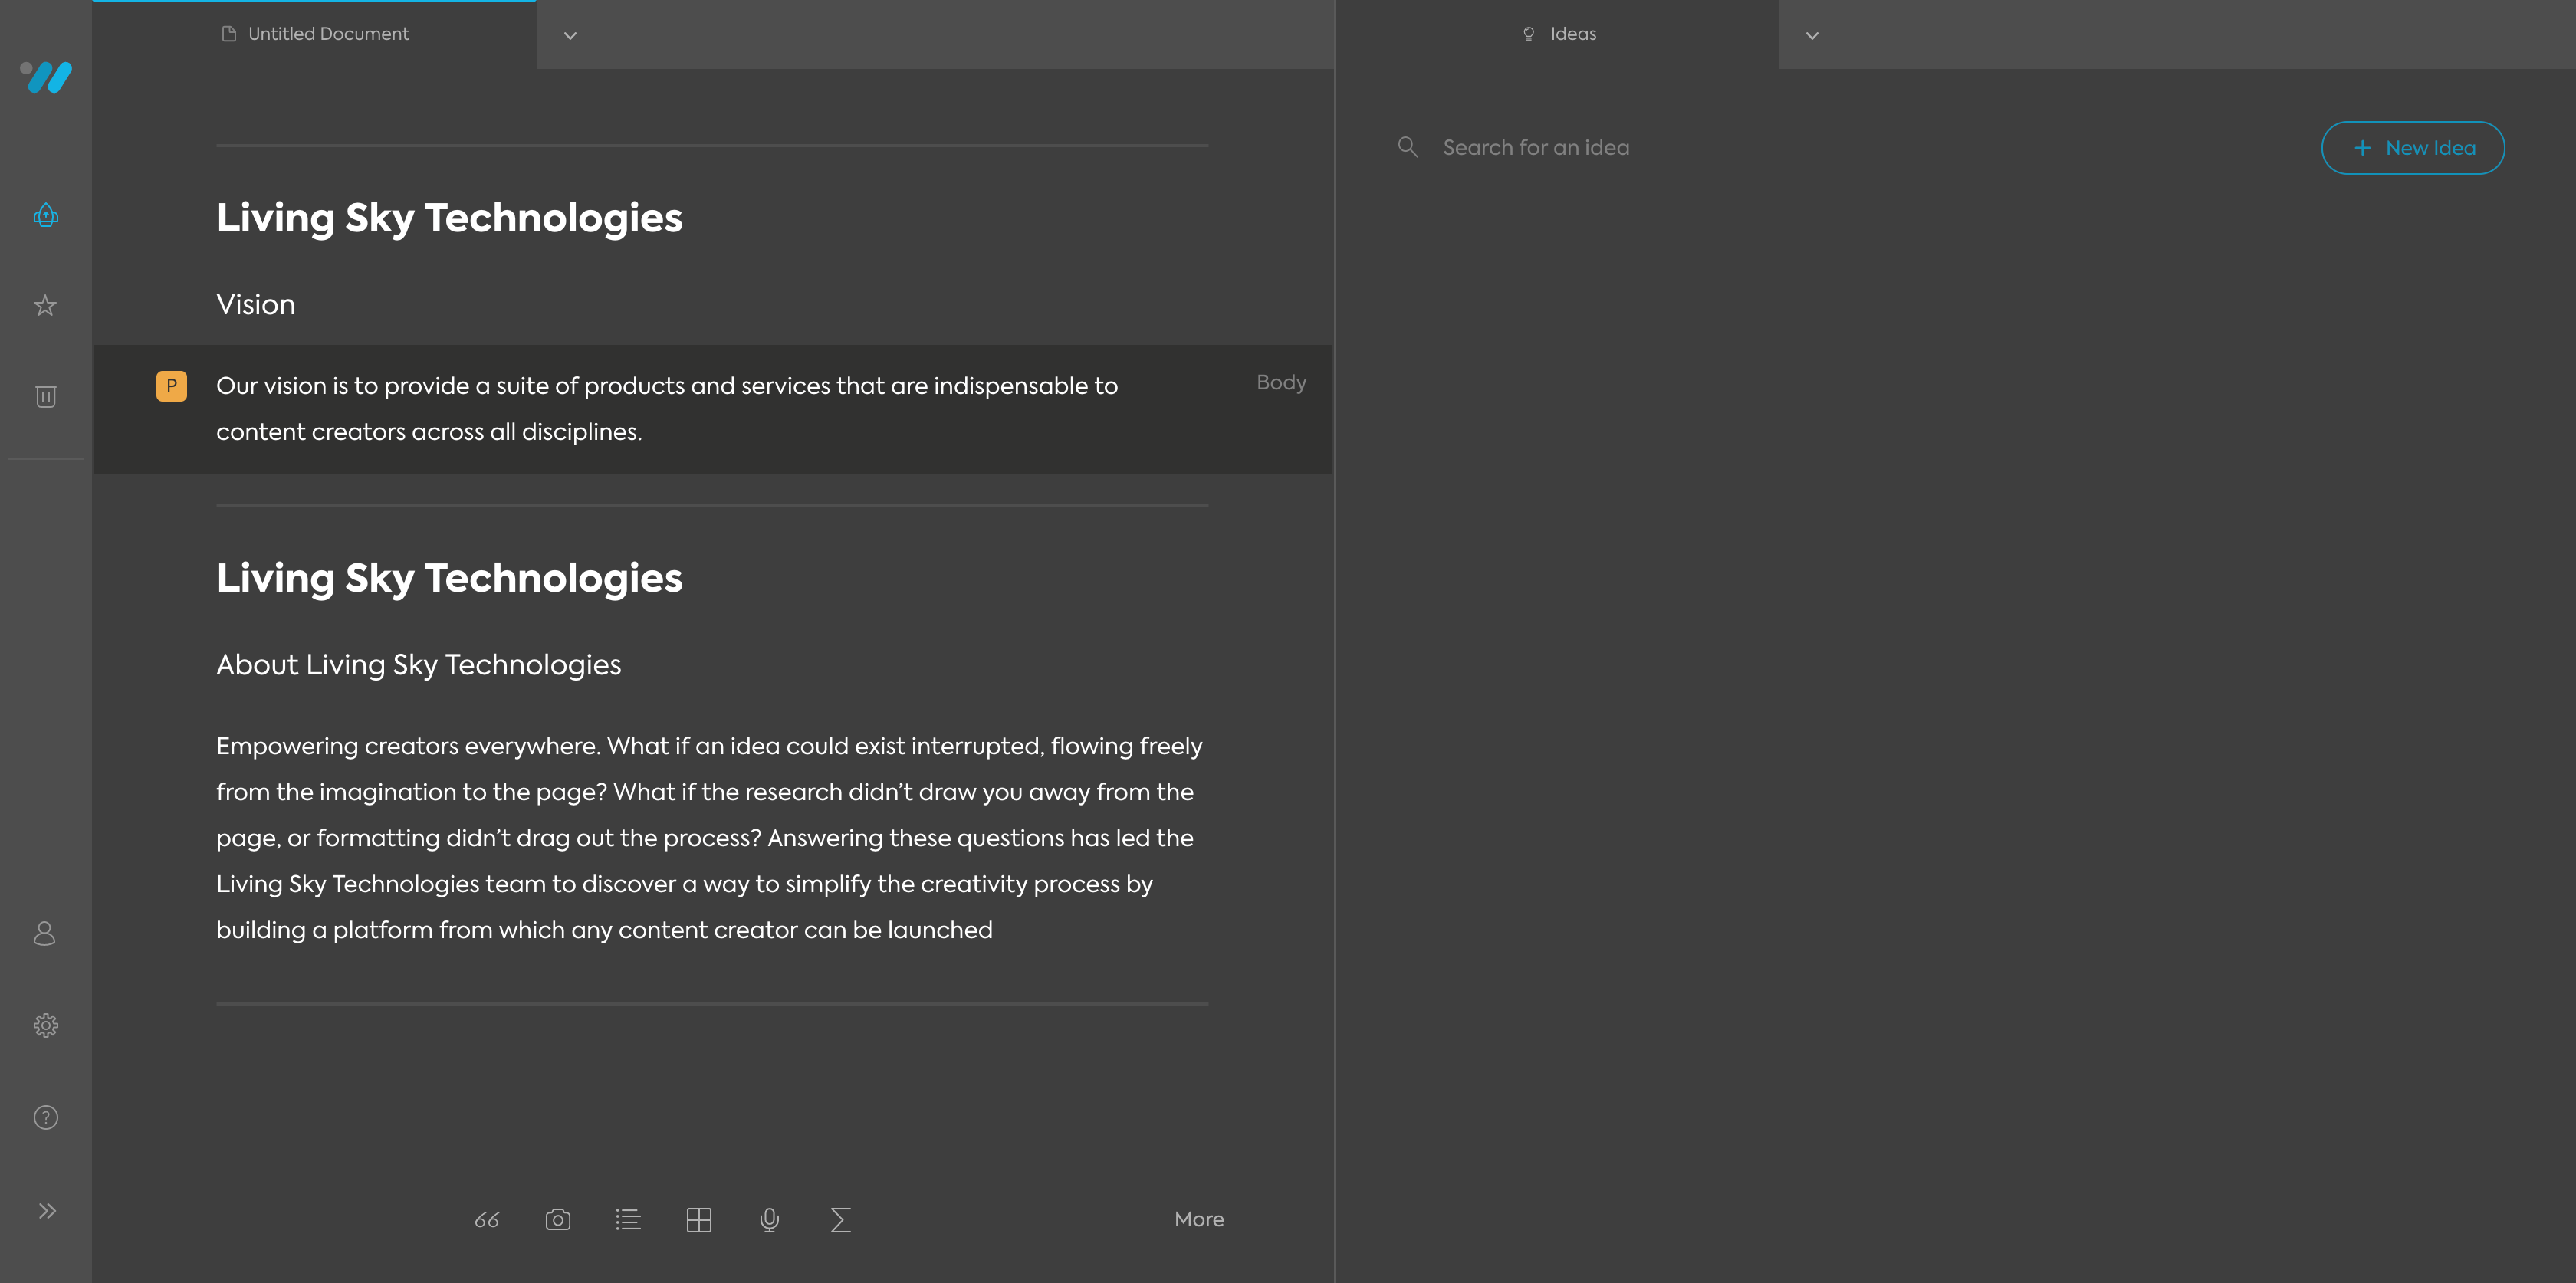 Untitled Document
Ideas
Search for an idea
+ New Idea
Living Sky Technologies
Vision
P
Our vision is to provide a suite of products and services that are indispensable to
Body
content creators across all disciplines.
Living Sky Technologies
About Living Sky Technologies
Empowering creators everywhere. What if an idea could exist interrupted, flowing freely
from the imagination to the page? What if the research didn’t draw you away from the
page, or formatting didn’t drag out the process? Answering these questions has led the
Living Sky Technologies team to discover a way to simplify the creativity process by
building a platform from which any content creator can be launched
More